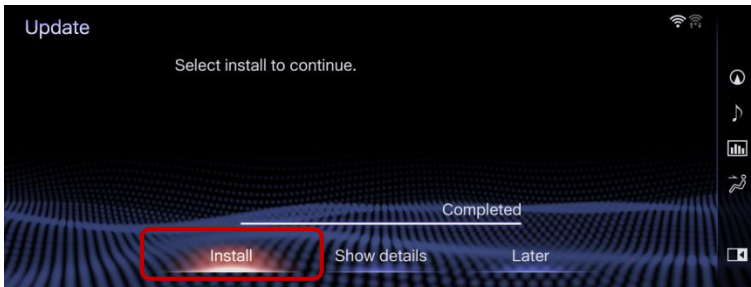 Update
Select install to continue.
Completed
Install Show details Later